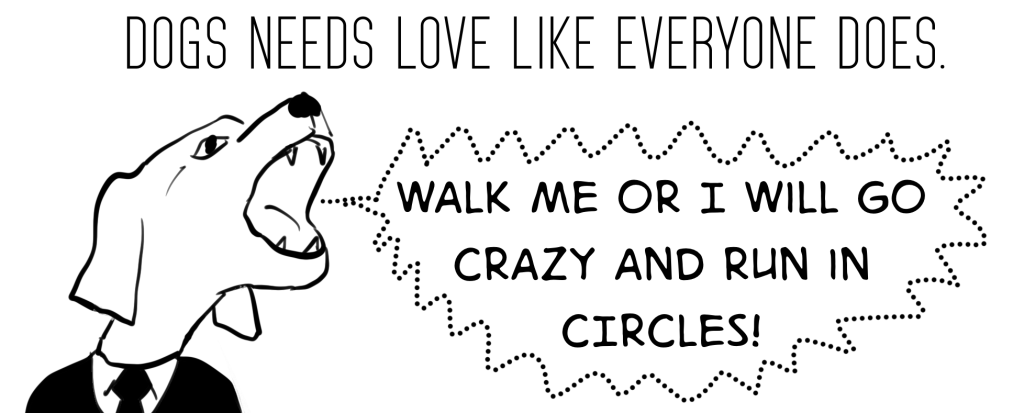 DOGS NEEDS LOVE LIKE EVERYONE DOES.
WALK ME OR I WILL GO
CRAZY AND RUN IN
CIRCLES!